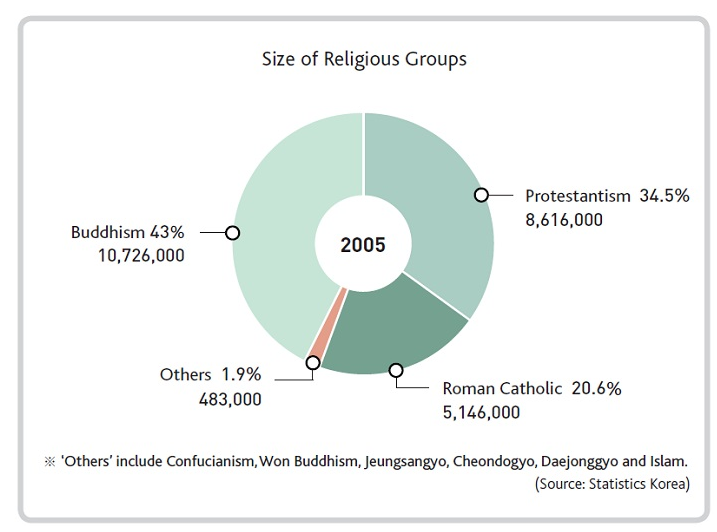 Size of Religious Groups
Protestantism 34.5%
8,616,000
Buddhism 43%
10,726,000
2005
Others 1.9%
483,000
Roman Catholic 20.6%
5,146,000
※ 'Others' include Confucianism, Won Buddhism, Jeungsangyo, Cheondogyo, Daejonggyo and Islam.
(Source: Statistics Korea)